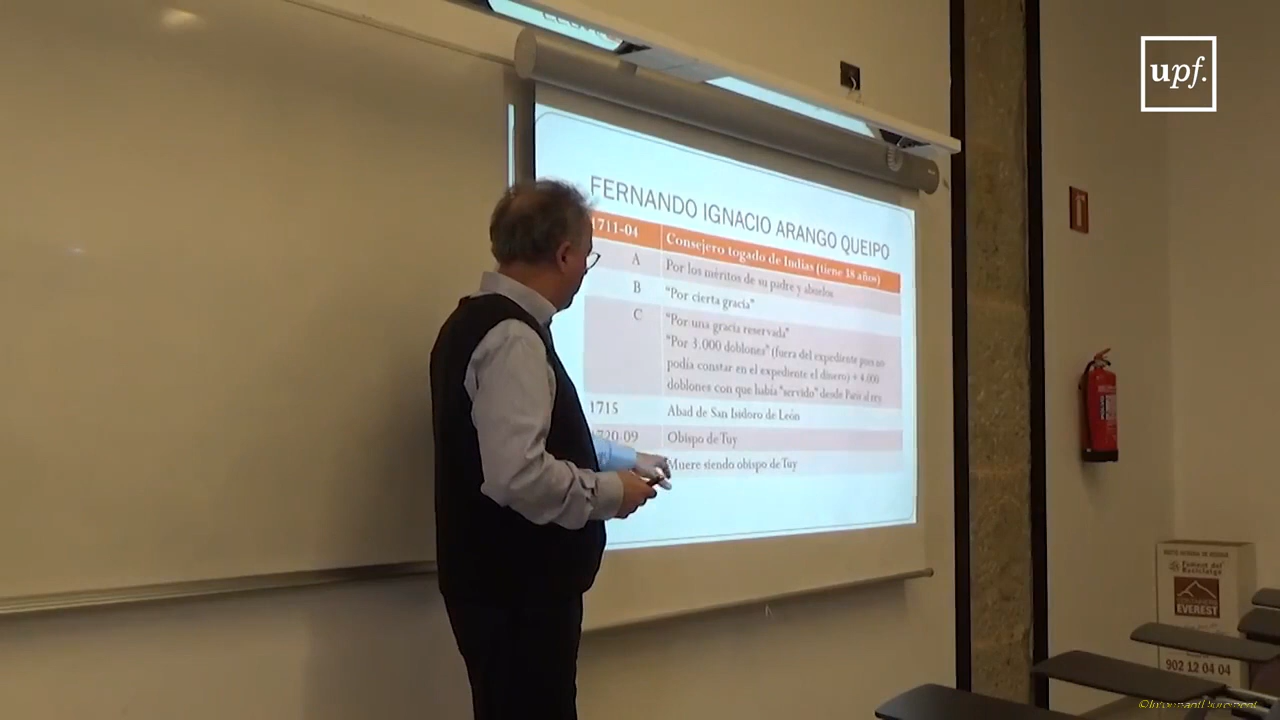 upf.
FERNANDO IGNACIO ARANGO QUEIPO
1711-04 Consejero togado de Indias (tiene 18 años)
A Por los méritos de su padre y abuelos
B "Por cierta gracia"
C "Por una gracia reservada"
"Por 3.000 doblones" (fuera del expediente pues no
podía constar en el expediente el dinero) + 4.000
doblones con que había "servido" desde París al rey
1715 Abad de San Isidoro de León
1720-09 Obispo de Tuy
Muere siendo obispo de Tuy
EVEREST
902 12 04 04